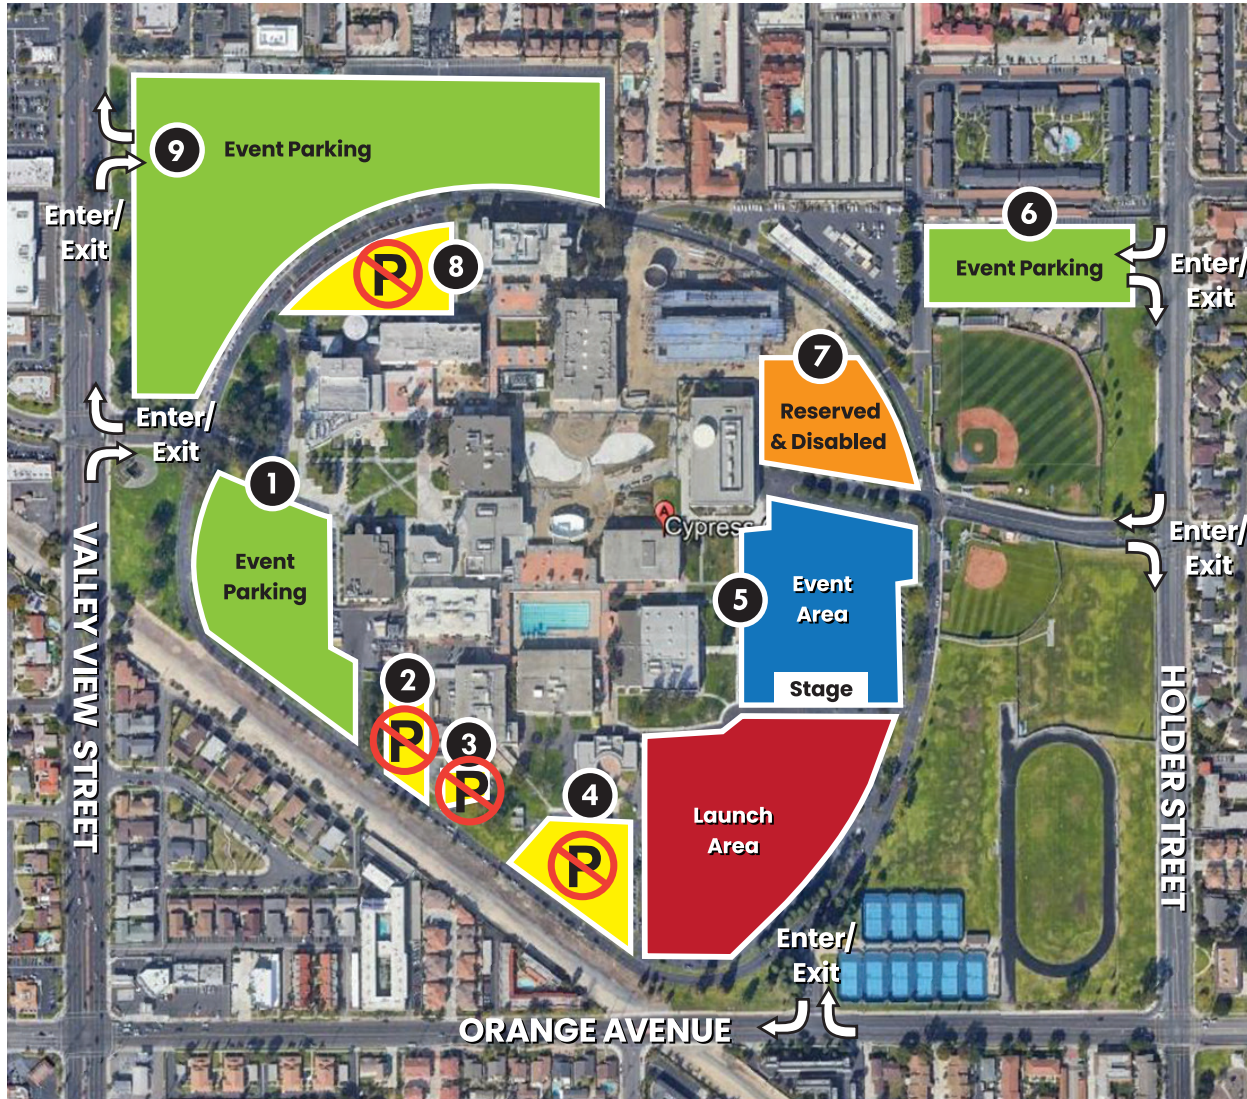 9
Event Parking
Enter/
Exit
8
P
6
Event Parking
Enter/
Exit
7
Reserved
& Disabled
Enter/
Exit
1
Event
Parking
A
Cypress
5
Event
Area
Stage
Enter/
Exit
VALLEY VIEW STREET
HOLDER STREET
2
P
3
P
4
P
Launch
Area
Enter/
Exit
ORANGE AVENUE